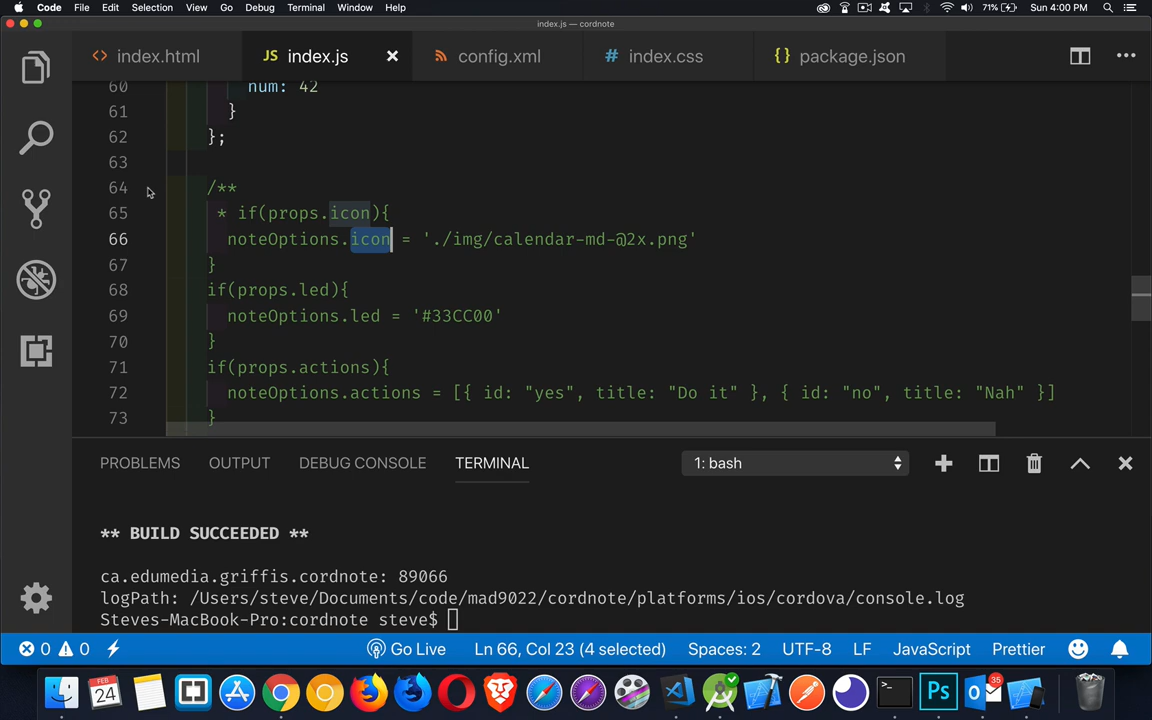 Code File Edit Selection View Go Debug Terminal Window Help 71% Sun 4:00 PM
index.js — cordnote
index.html JS index.js config.xml # index.css {} package.json
60 num: 42
61 }
62 };
63
64 /**
65 * if(props.icon){
66 noteOptions.icon = './img/calendar-md-@2x.png'
67 }
68 if(props.led){
69 noteOptions.led = '#33CC00'
70 }
71 if(props.actions){
72 noteOptions.actions = [{ id: "yes", title: "Do it" }, { id: "no", title: "Nah" }]
73 }
PROBLEMS OUTPUT DEBUG CONSOLE TERMINAL 1: bash
** BUILD SUCCEEDED **
ca.edumedia.griffis.cordnote: 89066
logPath: /Users/steve/Documents/code/mad9022/cordnote/platforms/ios/cordova/console.log
Steves-MacBook-Pro:cordnote steve$
0 0 Go Live Ln 66, Col 23 (4 selected) Spaces: 2 UTF-8 LF JavaScript Prettier
FEB
24
Ps
35